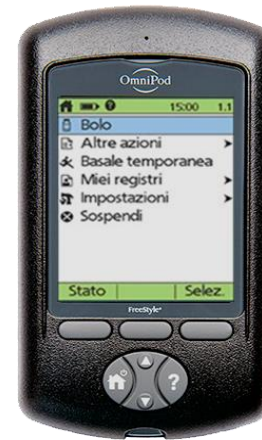 OmniPod
15:00 1.1
Bolo
Altre azioni
Basale temporanea
Miei registri
Impostazioni
Sospendi
Stato Selez.
FreeStyle
?